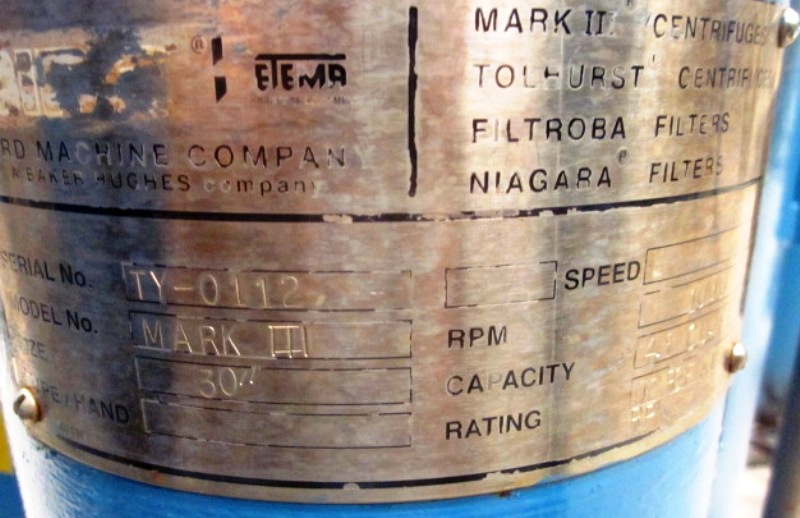 ® ETEMA
RD MACHINE COMPANY
A BAKER HUGHES company
MARK III® CENTRIFUGES
TOLHURST® CENTRIFUGES
FILTROBA FILTERS
NIAGARA® FILTERS
SERIAL No. TY-0112 SPEED
MODEL No. MARK III RPM
SIZE 30" CAPACITY
HAND RATING